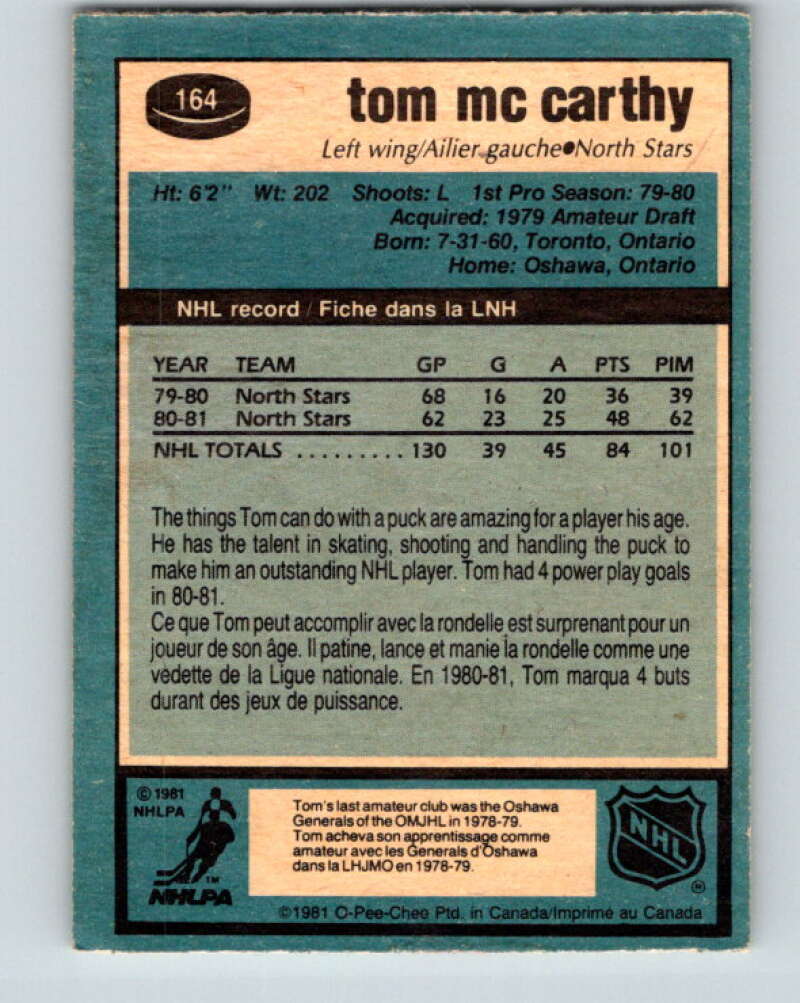 164
tom mc carthy
Left wing/Ailier gauche●North Stars
Ht: 6'2" Wt: 202 Shoots: L 1st Pro Season: 79-80
Acquired: 1979 Amateur Draft
Born: 7-31-60, Toronto, Ontario
Home: Oshawa, Ontario
NHL record / Fiche dans la LNH
YEAR TEAM GP G A PTS PIM
79-80 North Stars 68 16 20 36 39
80-81 North Stars 62 23 25 48 62
NHL TOTALS ......... 130 39 45 84 101
The things Tom can do with a puck are amazing for a player his age.
He has the talent in skating, shooting and handling the puck to
make him an outstanding NHL player. Tom had 4 power play goals
in 80-81.
Ce que Tom peut accomplir avec la rondelle est surprenant pour un
joueur de son âge. Il patine, lance et manie la rondelle comme une
vedette de la Ligue nationale. En 1980-81, Tom marqua 4 buts
durant des jeux de puissance.
© 1981
NHLPA
TM
NHLPA
Tom's last amateur club was the Oshawa
Generals of the OMJHL in 1978-79.
Tom acheva son apprentissage comme
amateur avec les Generals d'Oshawa
dans la LHJMO en 1978-79.
NHL
®
©1981 O-Pee-Chee Ptd. in Canada/Imprimé au Canada